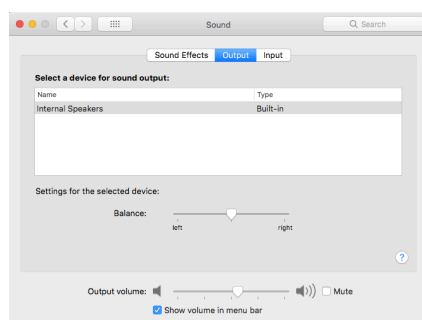 Sound
Search
Sound Effects Output Input
Select a device for sound output:
Name Type
Internal Speakers Built-in
Settings for the selected device:
Balance:
left right
?
Output volume: Mute
Show volume in menu bar